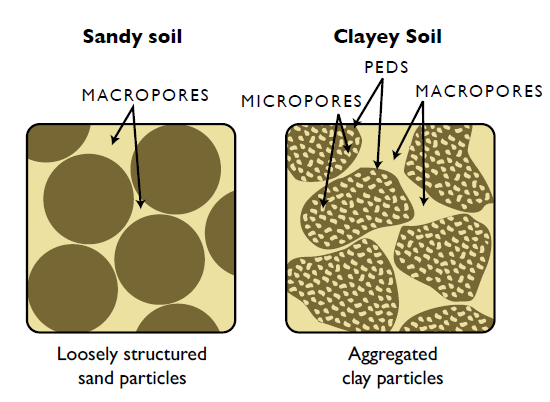 Sandy soil
MACROPORES
Loosely structured
sand particles
Clayey Soil
PEDS
MICROPORES
MACROPORES
Aggregated
clay particles